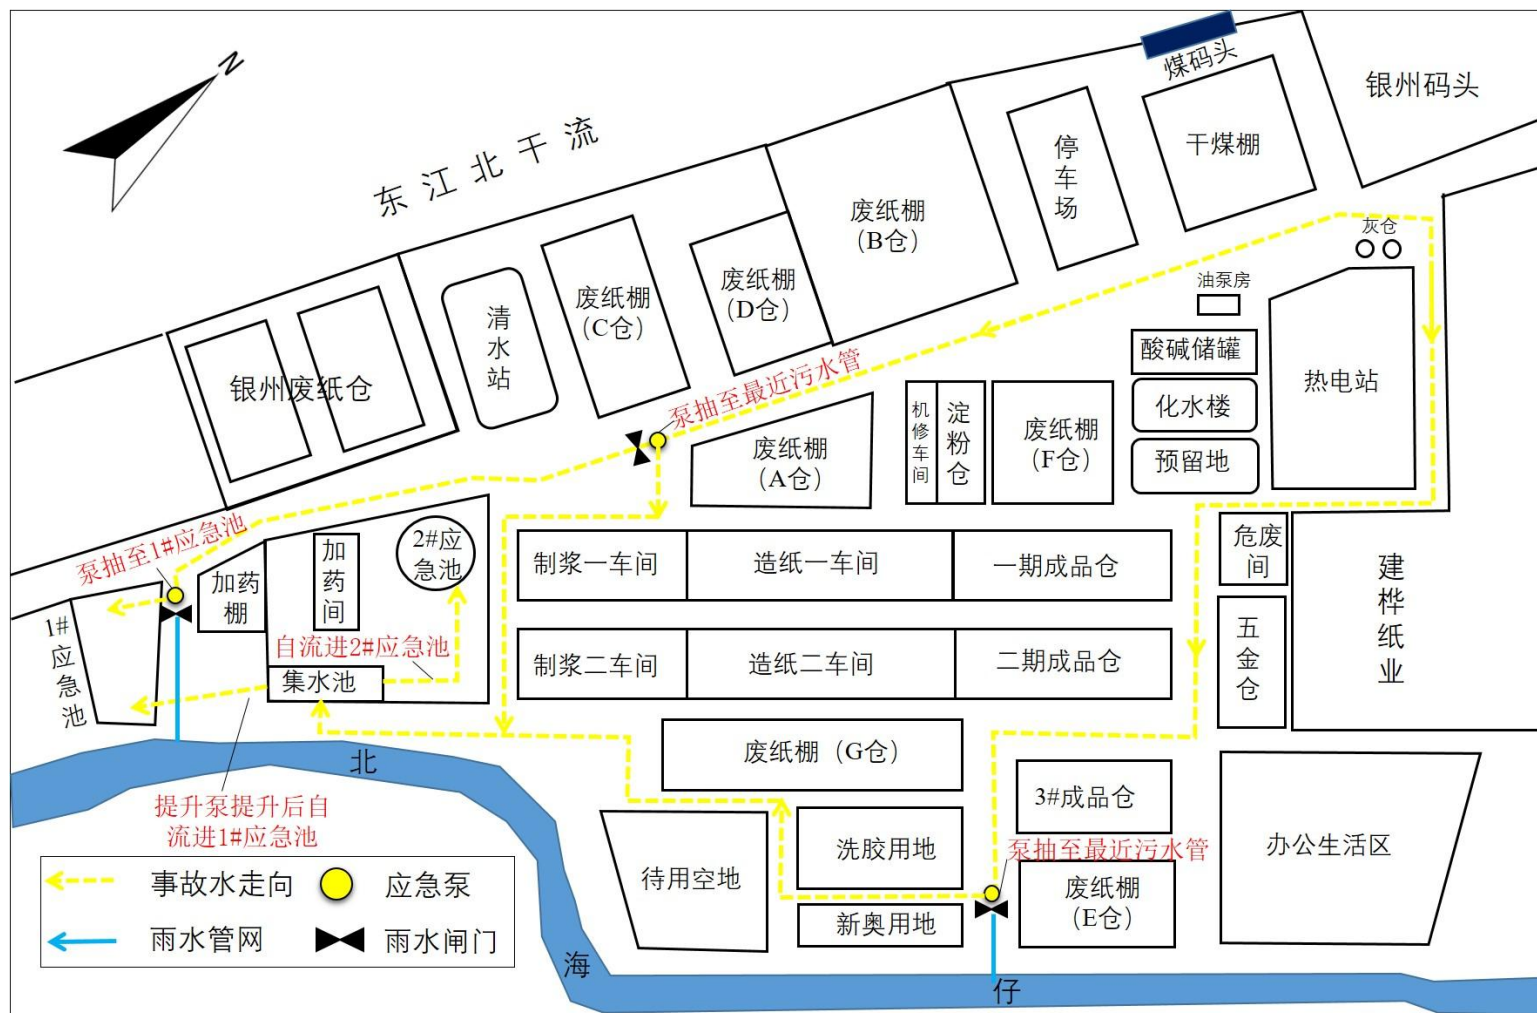 N
煤码头
银州码头
东江北干流
停车场
干煤棚
废纸棚
（B仓）
灰仓
废纸棚
（D仓）
废纸棚
（C仓）
清水站
油泵房
酸碱储罐
热电站
银州废纸仓
泵抽至最近污水管
化水楼
机修车间
淀粉仓
废纸棚
（F仓）
废纸棚
（A仓）
预留地
泵抽至1#应急池
2#应
急池
加药间
加药棚
危废间
制浆一车间
造纸一车间
一期成品仓
建桦纸业
1#应急池
自流进2#应急池
集水池
制浆二车间
造纸二车间
二期成品仓
五金仓
废纸棚（G仓）
北
3#成品仓
提升泵提升后自
流进1#应急池
洗胶用地
泵抽至最近污水管
办公生活区
待用空地
废纸棚
（E仓）
新奥用地
海
仔
事故水走向
应急泵
雨水管网
雨水闸门